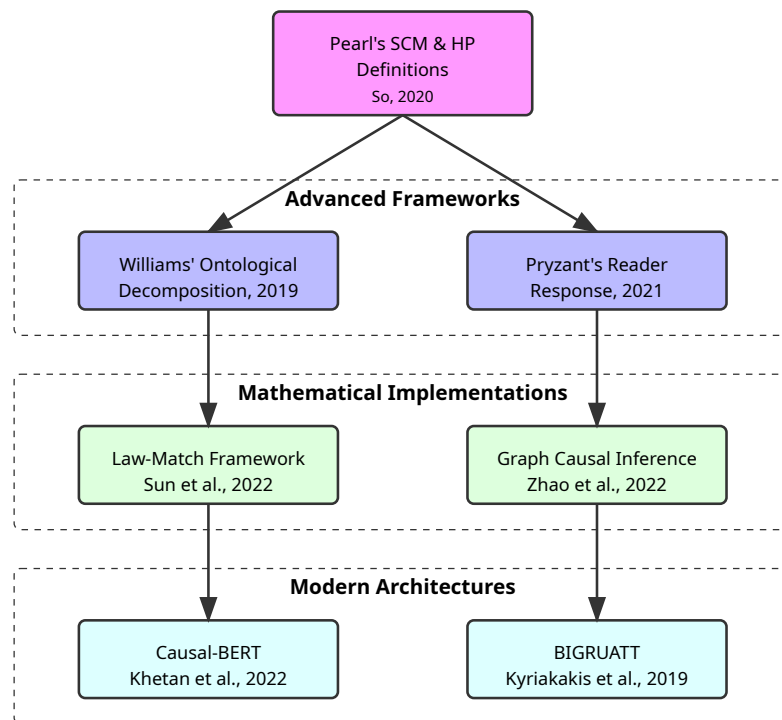 Pearl's SCM & HP
Definitions
So, 2020
Advanced Frameworks
Williams' Ontological
Decomposition, 2019
Pryzant's Reader
Response, 2021
Mathematical Implementations
Law-Match Framework
Sun et al., 2022
Graph Causal Inference
Zhao et al., 2022
Modern Architectures
Causal-BERT
Khetan et al., 2022
BIGRUATT
Kyriakakis et al., 2019